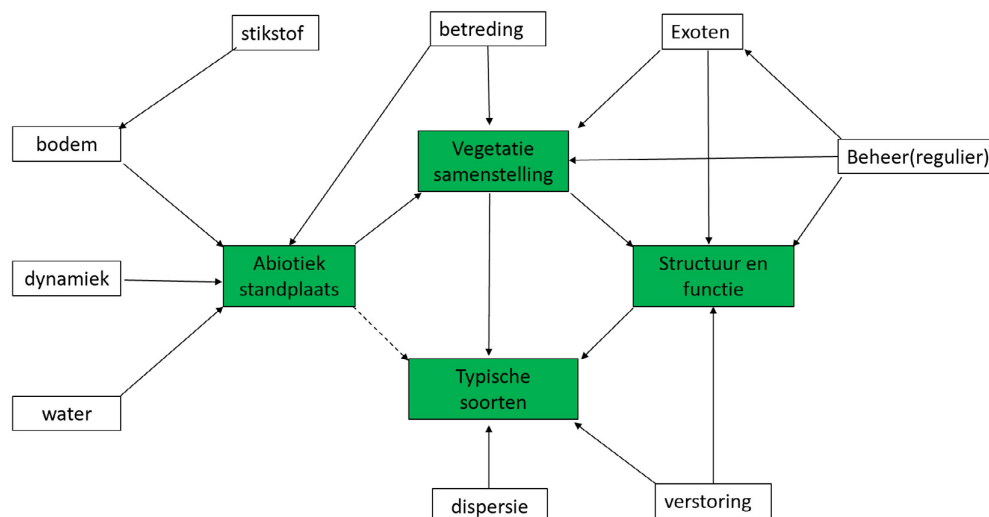 stikstof
betreding
Exoten
bodem
Vegetatie
samenstelling
Beheer(regulier)
dynamiek
Abiotiek
standplaats
Structuur en
functie
water
Typische
soorten
dispersie
verstoring